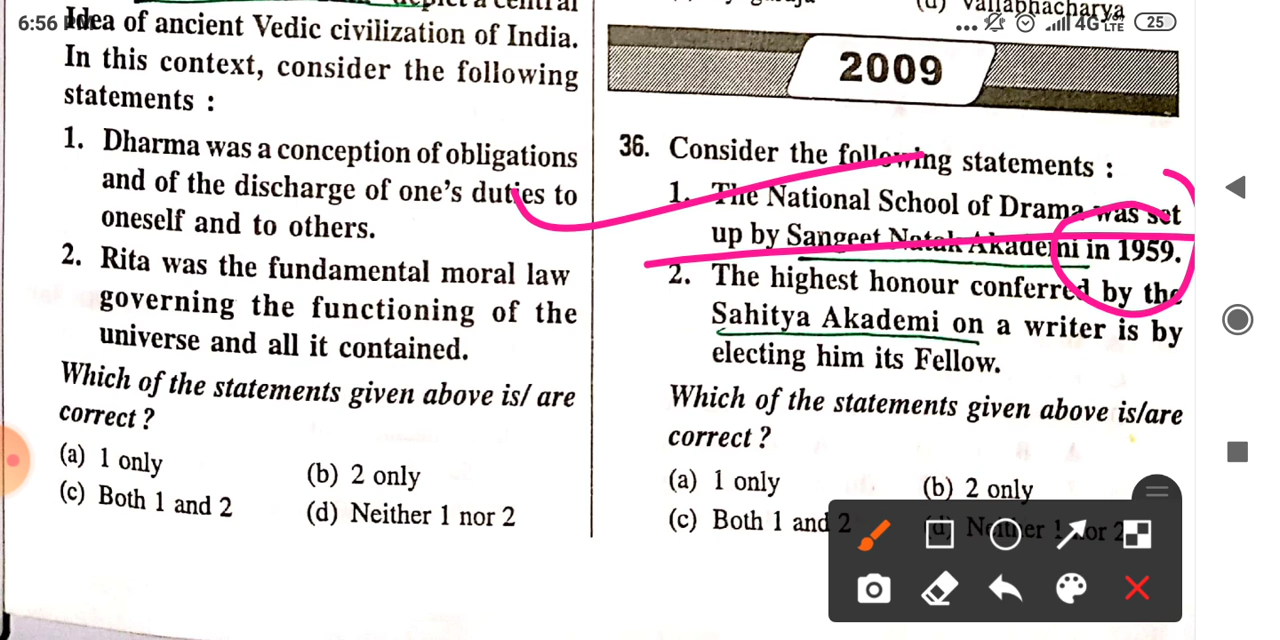 6:56
4G LTE 25
Idea of ancient Vedic civilization of India.
In this context, consider the following
statements :
1. Dharma was a conception of obligations
and of the discharge of one's duties to
oneself and to others.
2. Rita was the fundamental moral law
governing the functioning of the
universe and all it contained.
Which of the statements given above is/ are
correct ?
(a) 1 only
(b) 2 only
(c) Both 1 and 2
(d) Neither 1 nor 2
(d) Vallabhacharya
2009
36. Consider the following statements :
1. The National School of Drama was set
up by Sangeet Natak Akademi in 1959.
2. The highest honour conferred by the
Sahitya Akademi on a writer is by
electing him its Fellow.
Which of the statements given above is/are
correct ?
(a) 1 only
(b) 2 only
(c) Both 1 and 2
(d) Neither 1 nor 2